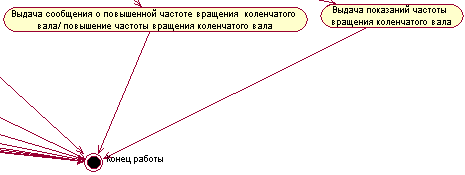 Выдача сообщения о повышенной частоте вращения коленчатого
вала/ повышение частоты вращения коленчатого вала
Выдача показаний частоты
вращения коленчатого вала
Конец работы